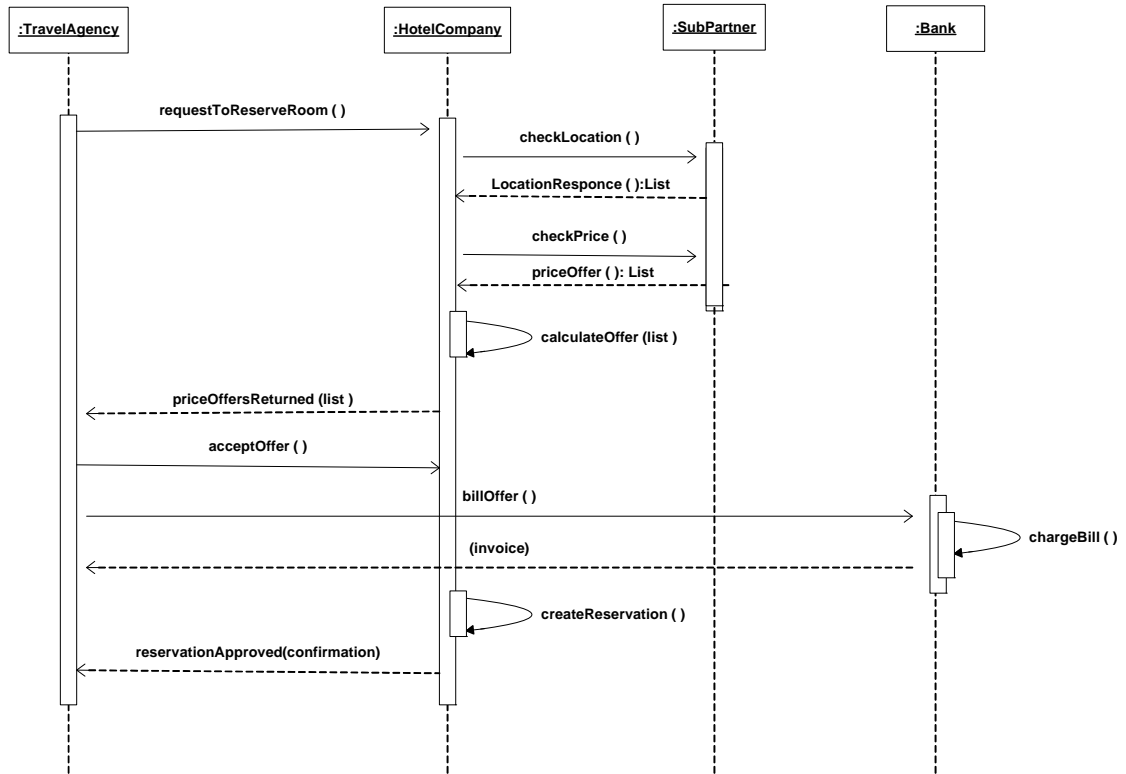 :TravelAgency
:HotelCompany
:SubPartner
:Bank
requestToReserveRoom ( )
checkLocation ( )
LocationResponce ( ):List
checkPrice ( )
priceOffer ( ): List
calculateOffer (list )
priceOffersReturned (list )
acceptOffer ( )
billOffer ( )
chargeBill ( )
(invoice)
createReservation ( )
reservationApproved(confirmation)